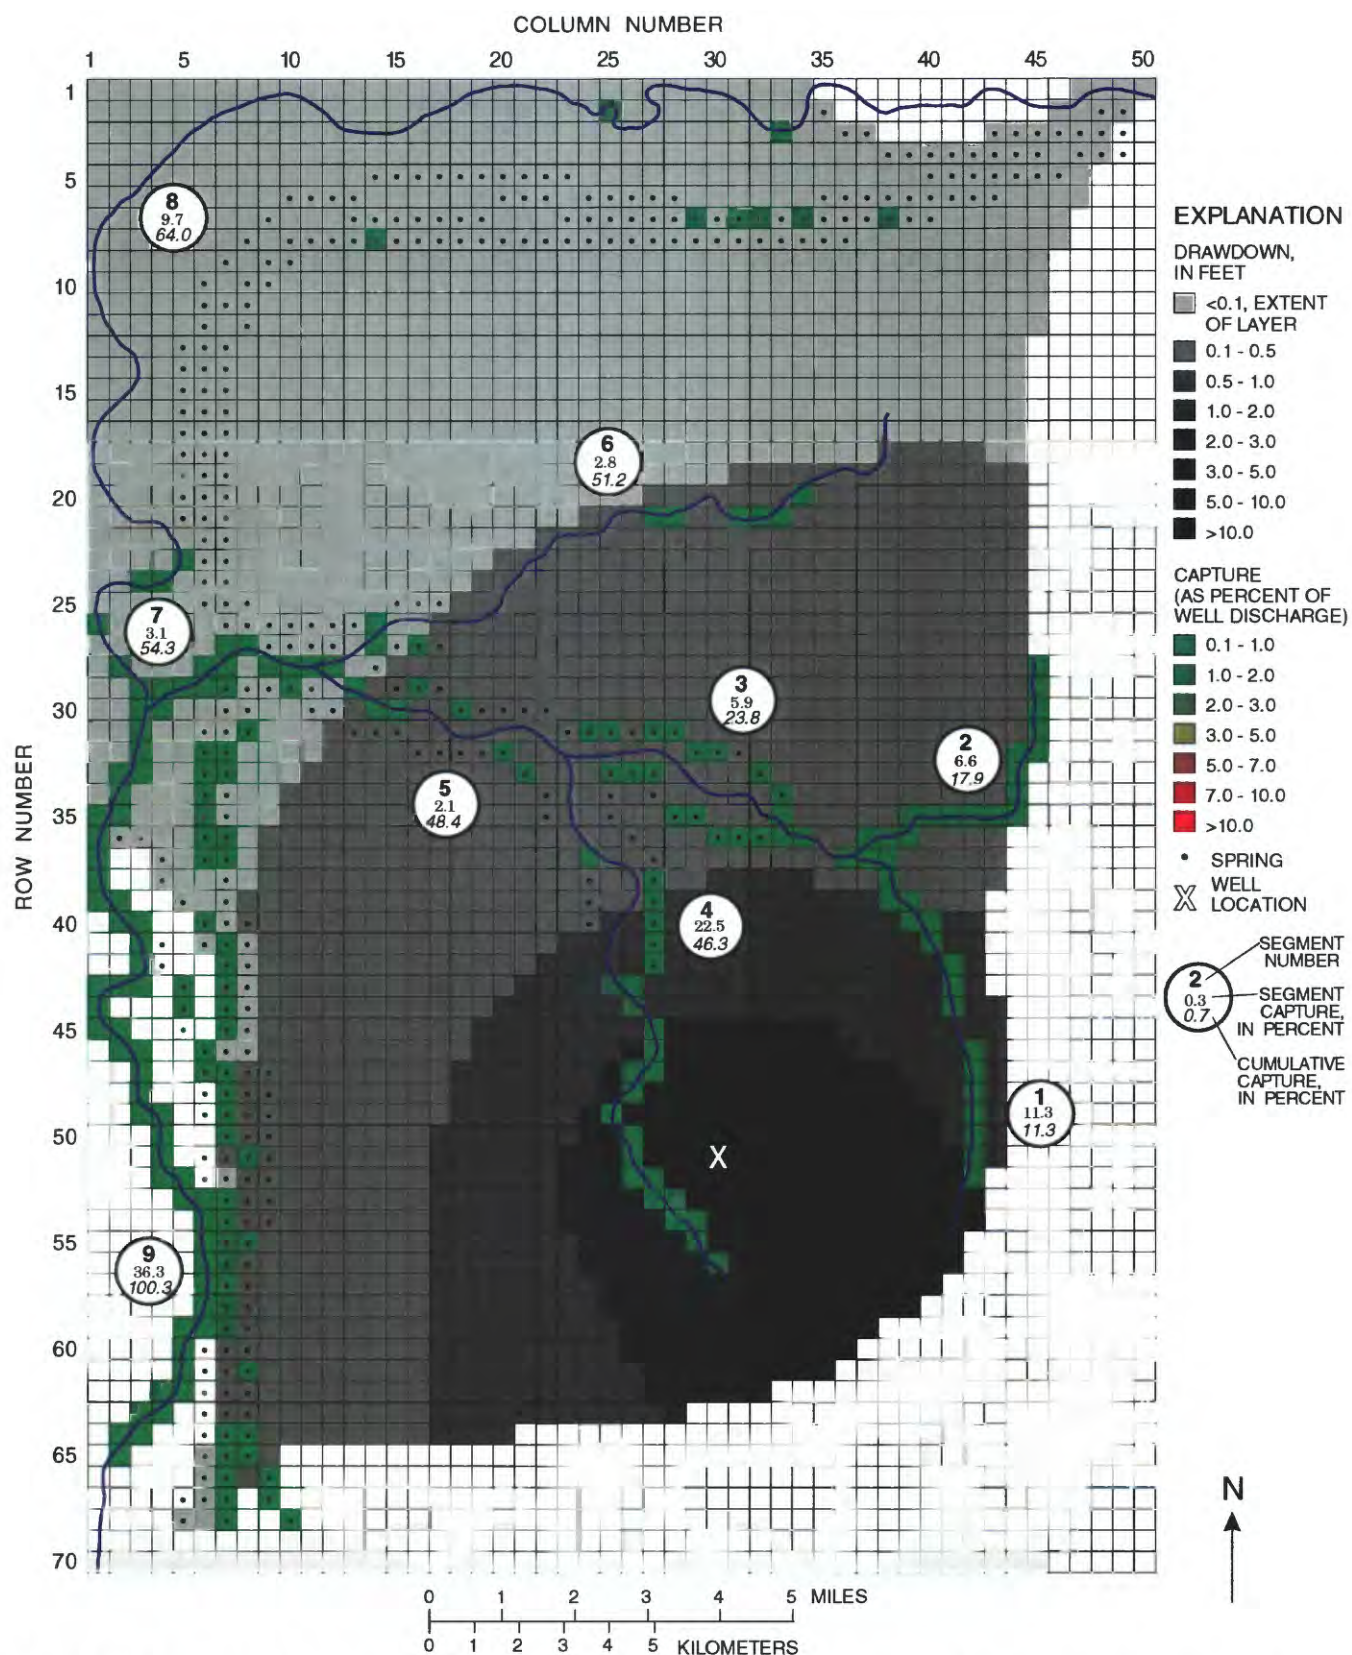 COLUMN NUMBER
1 5 10 15 20 25 30 35 40 45 50
ROW NUMBER
1
5
10
15
20
25
30
35
40
45
50
55
60
65
70
8
9.7
64.0
6
2.8
51.2
7
3.1
54.3
3
5.9
23.8
2
6.6
17.9
5
2.1
48.4
4
22.5
46.3
1
11.3
11.3
9
36.3
100.3
X
EXPLANATION
DRAWDOWN,
IN FEET
<0.1, EXTENT
OF LAYER
0.1 - 0.5
0.5 - 1.0
1.0 - 2.0
2.0 - 3.0
3.0 - 5.0
5.0 - 10.0
>10.0
CAPTURE
(AS PERCENT OF
WELL DISCHARGE)
0.1 - 1.0
1.0 - 2.0
2.0 - 3.0
3.0 - 5.0
5.0 - 7.0
7.0 - 10.0
>10.0
• SPRING
X WELL
LOCATION
2
0.3
0.7
SEGMENT
NUMBER
SEGMENT
CAPTURE,
IN PERCENT
CUMULATIVE
CAPTURE,
IN PERCENT
N
0 1 2 3 4 5 MILES
0 1 2 3 4 5 KILOMETERS